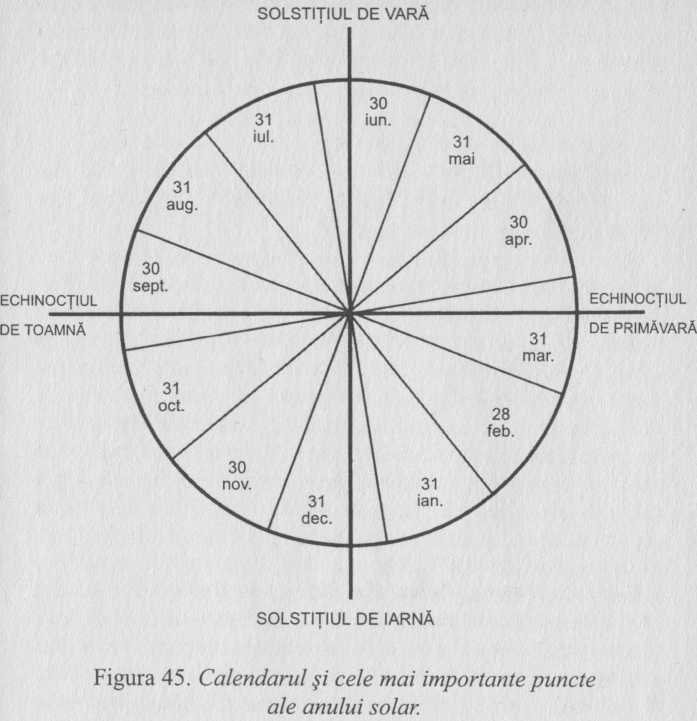 SOLSTIȚIUL DE VARĂ
30
iun.
31
mai
30
apr.
31
iul.
31
aug.
30
sept.
ECHINOCȚIUL
DE TOAMNĂ
ECHINOCȚIUL
DE PRIMĂVARĂ
31
mar.
28
feb.
31
ian.
31
dec.
30
nov.
31
oct.
SOLSTIȚIUL DE IARNĂ
Figura 45. Calendarul și cele mai importante puncte
ale anului solar.